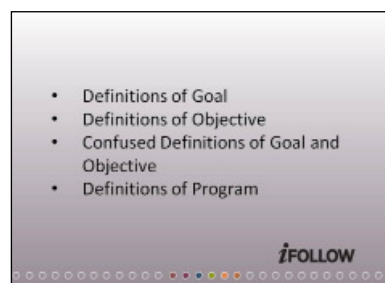 • Definitions of Goal
• Definitions of Objective
• Confused Definitions of Goal and
Objective
• Definitions of Program
iFOLLOW